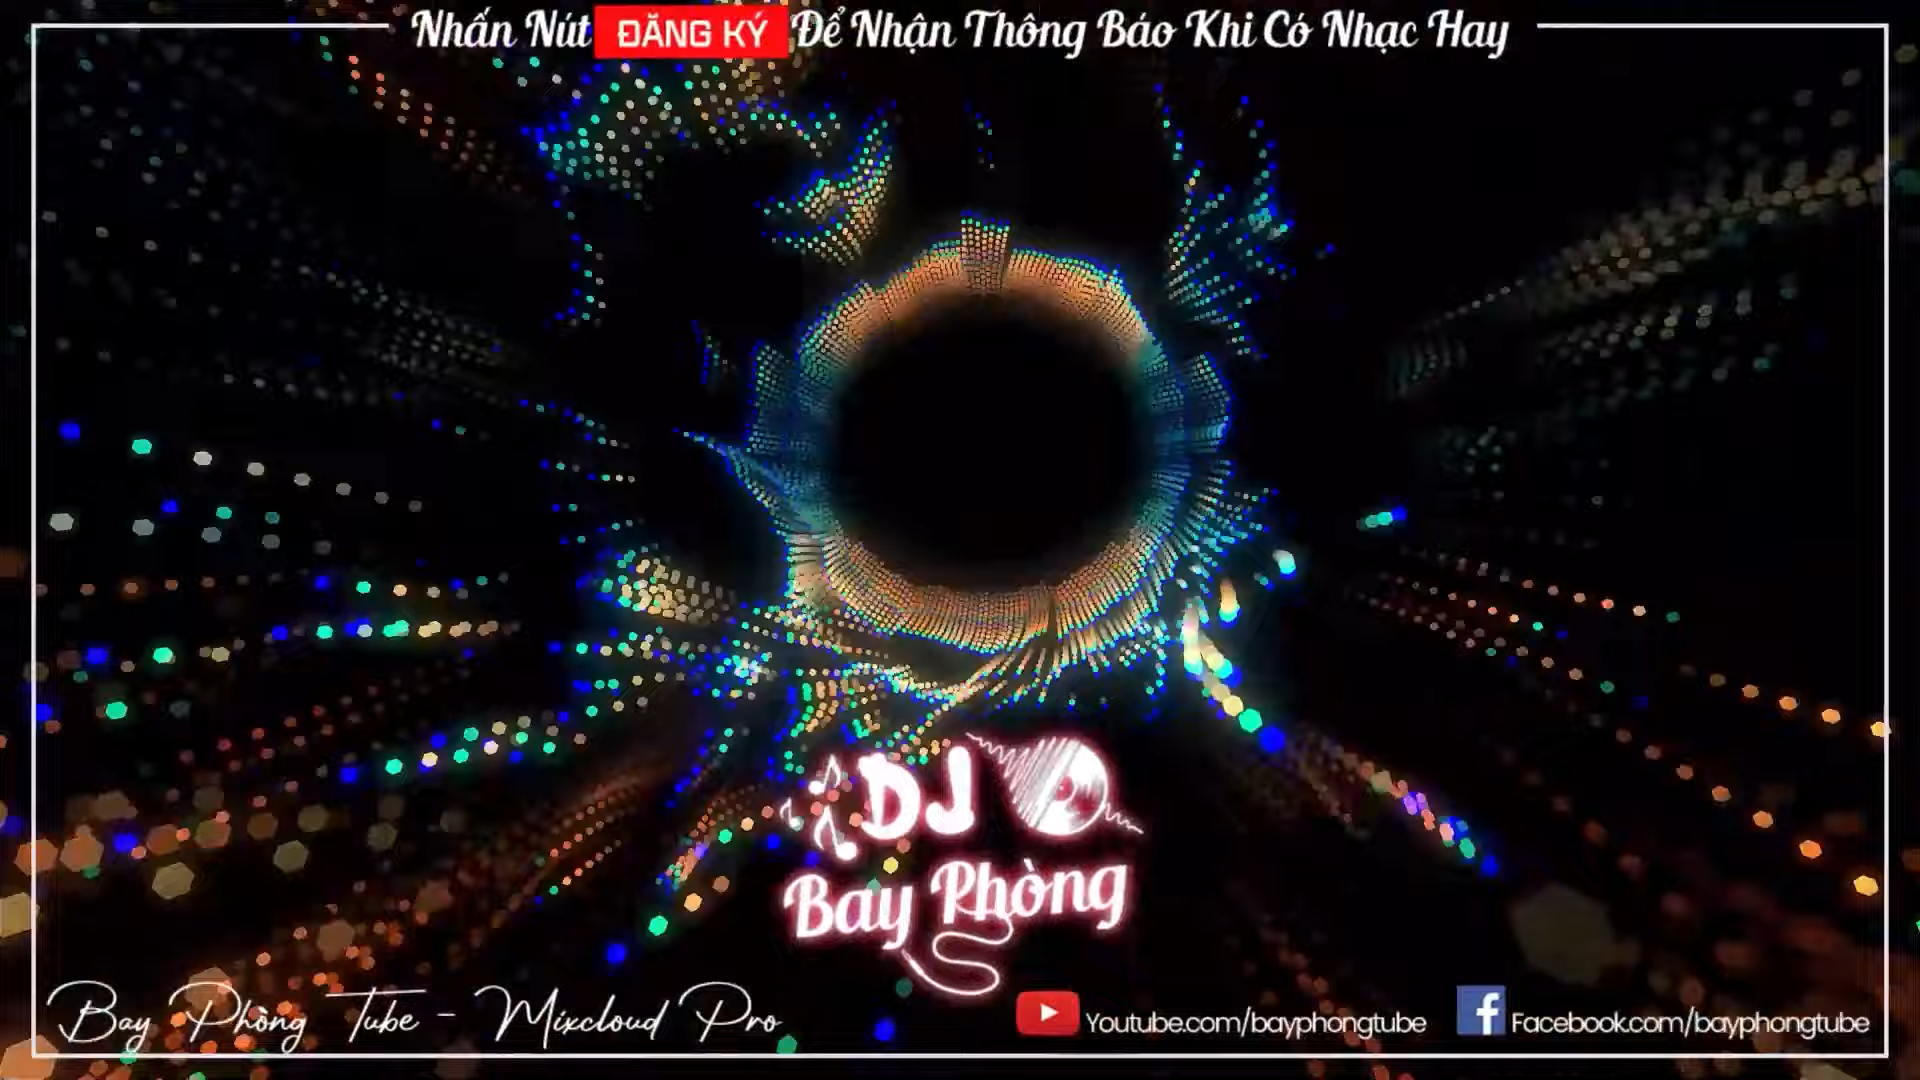 Nhấn Nút ĐĂNG KÝ Để Nhận Thông Báo Khi Có Nhạc Hay
DJ
Bay Phòng
Bay Phòng Tube - Mixcloud Pro
Youtube.com/bayphongtube
Facebook.com/bayphongtube